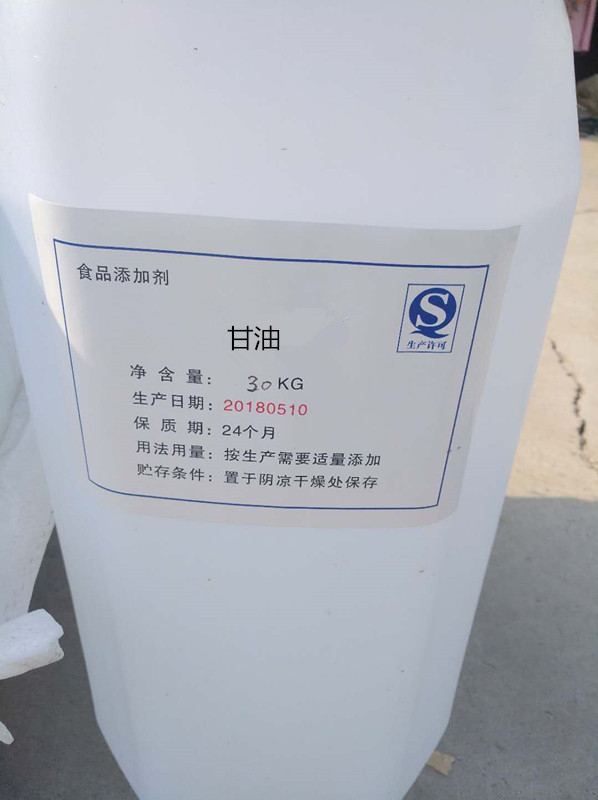 食品添加剂
生产许可
甘油
净含量： 30KG
生产日期：20180510
保质期：24个月
用法用量：按生产需要适量添加
贮存条件：置于阴凉干燥处保存